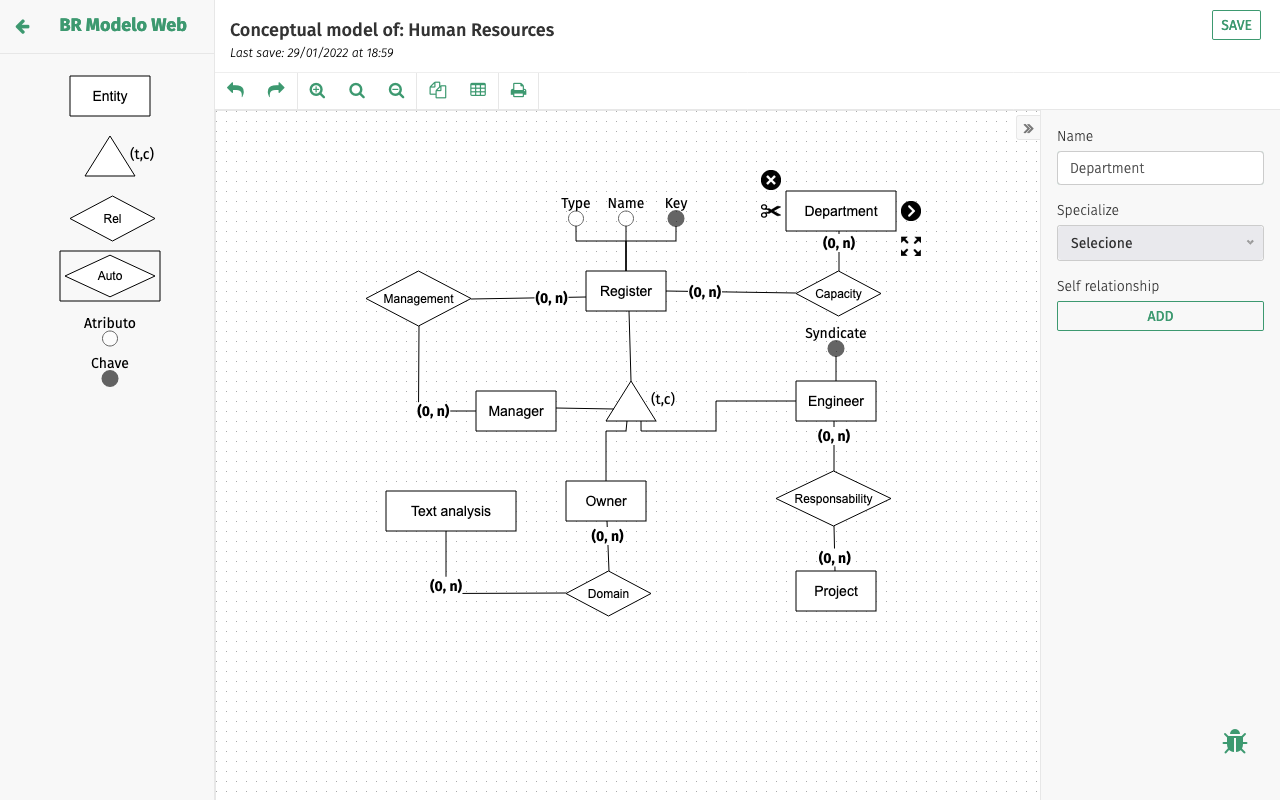 BR Modelo Web
Conceptual model of: Human Resources
Last save: 29/01/2022 at 18:59
SAVE
Entity
(t,c)
Rel
Auto
Atributo
Chave
Type
Name
Key
Department
(0, n)
Management
(0, n)
Register
(0, n)
Capacity
Syndicate
(0, n)
Manager
(t,c)
Engineer
(0, n)
Text analysis
Owner
Responsability
(0, n)
(0, n)
(0, n)
Domain
Project
Name
Department
Specialize
Selecione
Self relationship
ADD